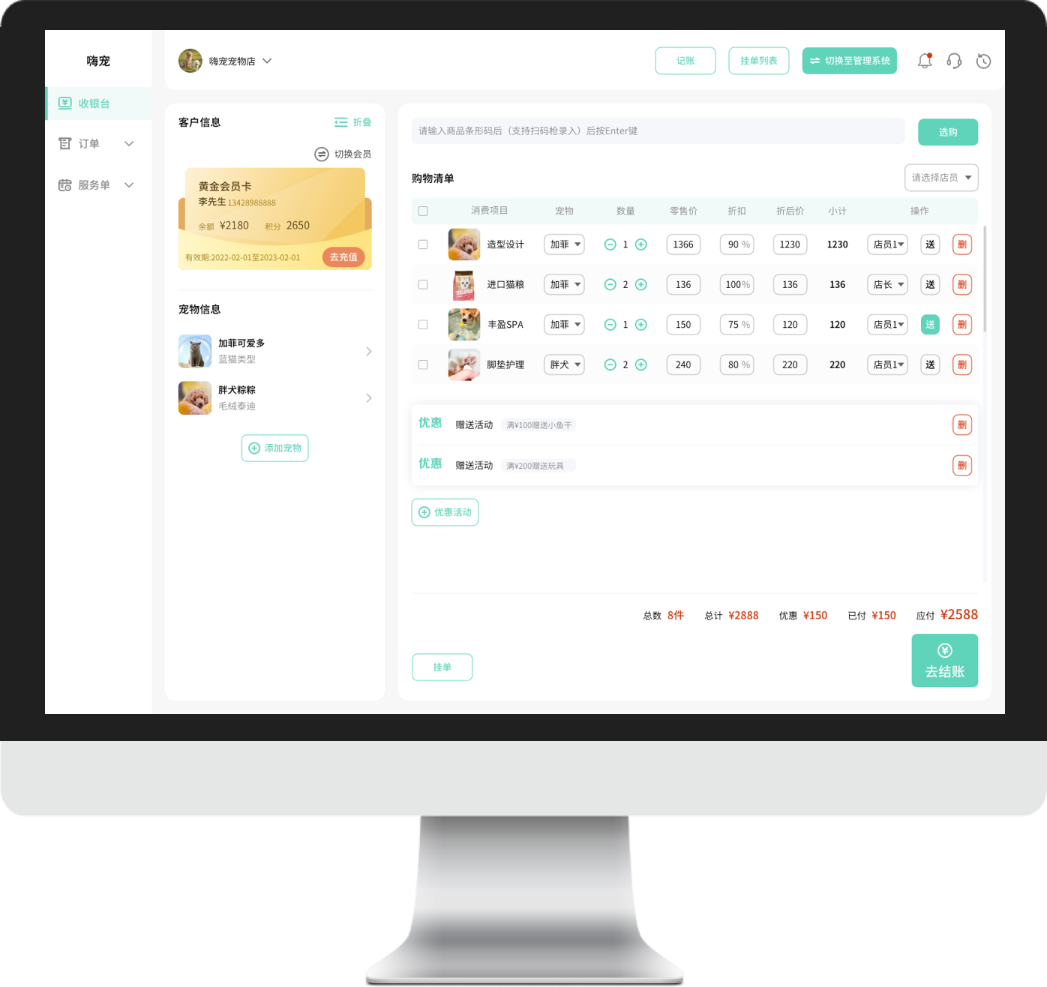 嗨宠
嗨宠宠物店
记账
挂单列表
切换至管理系统
收银台
订单
服务单
客户信息
折叠
切换会员
黄金会员卡
李先生 13428988888
余额 ¥2180 积分 2650
有效期:2022-02-01至2023-02-01
去充值
宠物信息
加菲可爱多
蓝猫类型
胖犬粽粽
毛绒泰迪
添加宠物
请输入商品条形码后（支持扫码枪录入）后按Enter键
选购
购物清单
请选择店员
消费项目 宠物 数量 零售价 折扣 折后价 小计 操作
造型设计 加菲 1 1366 90 % 1230 1230 店员1 送 删
进口猫粮 加菲 2 136 100% 136 136 店长 送 删
丰盈SPA 加菲 1 150 75 % 120 120 店员1 送 删
脚垫护理 胖犬 2 240 80 % 220 220 店员1 送 删
优惠 赠送活动 满¥100赠送小鱼干 删
优惠 赠送活动 满¥200赠送玩具 删
优惠活动
总数 8件 总计 ¥2888 优惠 ¥150 已付 ¥150 应付 ¥2588
挂单
去结账